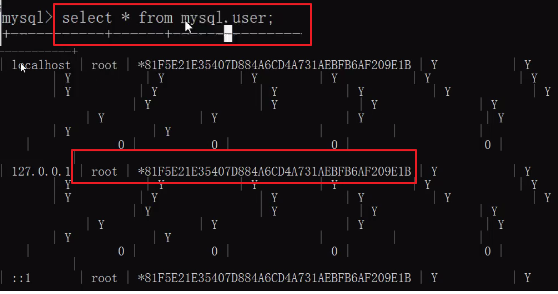 mysql> select * from mysql.user;
| localhost | root | *81F5E21E35407D884A6CD4A731AEBFB6AF209E1B | Y | Y
| Y | Y | Y | Y
| Y | Y | Y | Y
| Y | Y
| Y | Y | Y
| Y | Y
| 0 | 0 | 0 | 0 |
| 127.0.0.1 | root | *81F5E21E35407D884A6CD4A731AEBFB6AF209E1B | Y | Y
| Y | Y | Y | Y
| Y | Y | Y | Y
| Y | Y
| Y | Y | Y
| Y | Y
| 0 | 0 | 0 | 0 |
| ::1 | root | *81F5E21E35407D884A6CD4A731AEBFB6AF209E1B | Y | Y